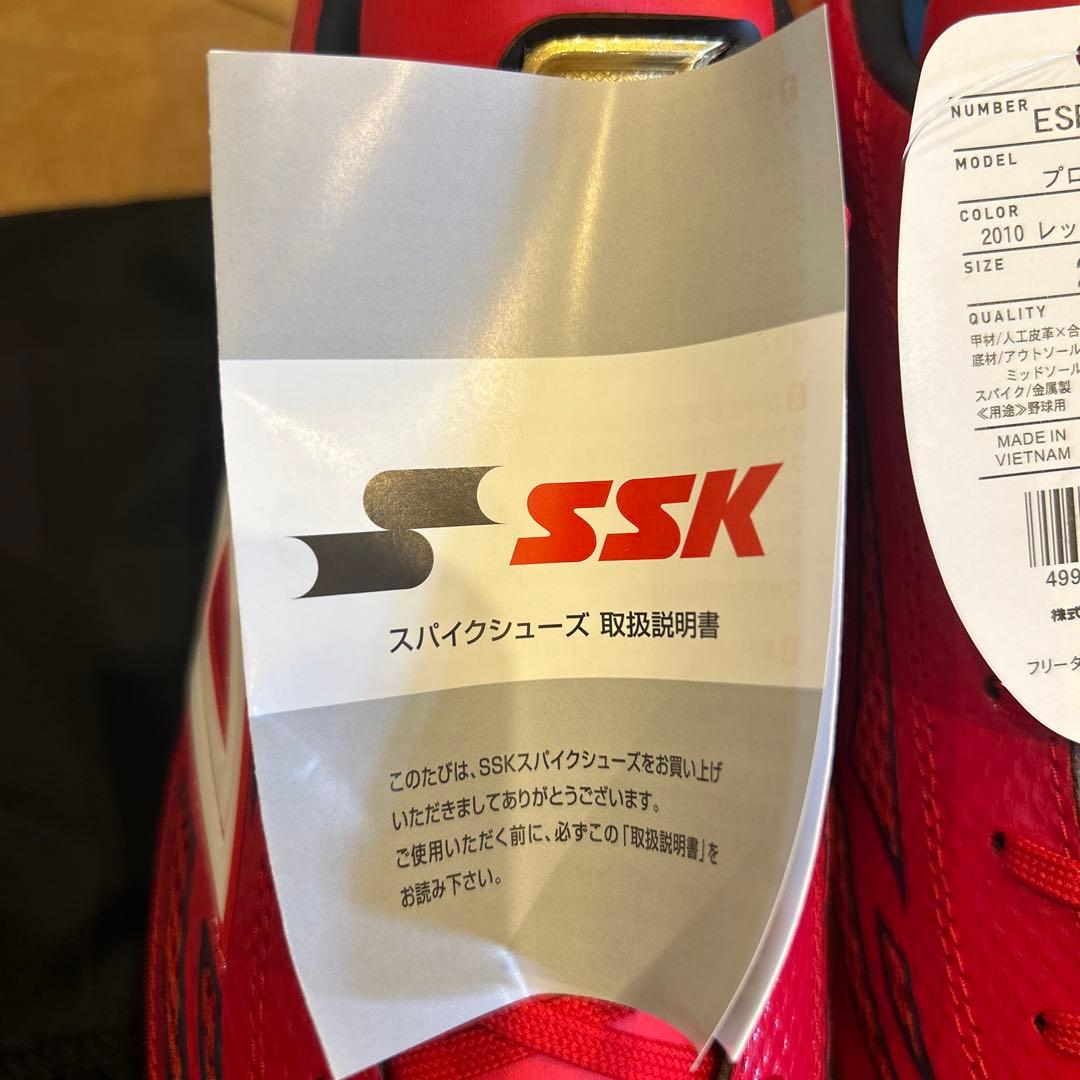 SSK
スパイクシューズ 取扱説明書
このたびは、SSKスパイクシューズをお買い上げ
いただきましてありがとうございます。
ご使用いただく前に、必ずこの「取扱説明書」を
お読み下さい。
NUMBER
MODEL
プロ
COLOR
2010 レッ
SIZE
QUALITY
甲材/人工皮革×合
底材/アウトソール
ミッドソール
スパイク/金属製
≪用途≫野球用
MADE IN
VIETNAM
499
株式
フリーダ